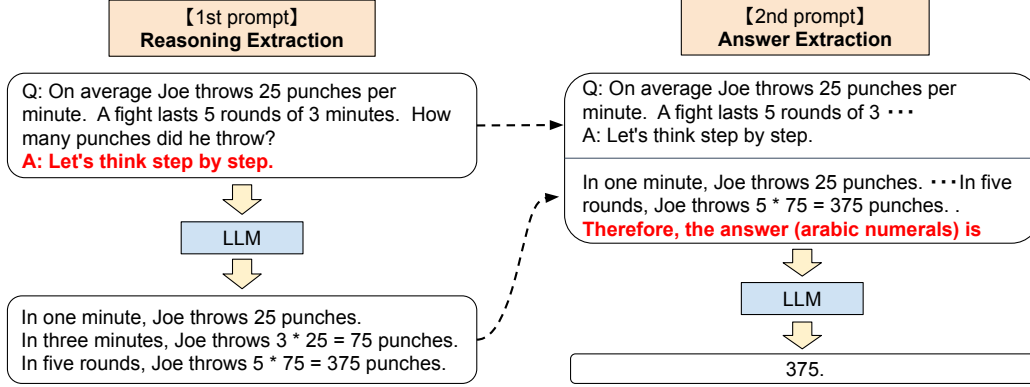 【1st prompt】
Reasoning Extraction
Q: On average Joe throws 25 punches per
minute. A fight lasts 5 rounds of 3 minutes. How
many punches did he throw?
A: Let's think step by step.
LLM
In one minute, Joe throws 25 punches.
In three minutes, Joe throws 3 * 25 = 75 punches.
In five rounds, Joe throws 5 * 75 = 375 punches.
【2nd prompt】
Answer Extraction
Q: On average Joe throws 25 punches per
minute. A fight lasts 5 rounds of 3 ･･･
A: Let's think step by step.
In one minute, Joe throws 25 punches. ･･･In five
rounds, Joe throws 5 * 75 = 375 punches. .
Therefore, the answer (arabic numerals) is
LLM
375.